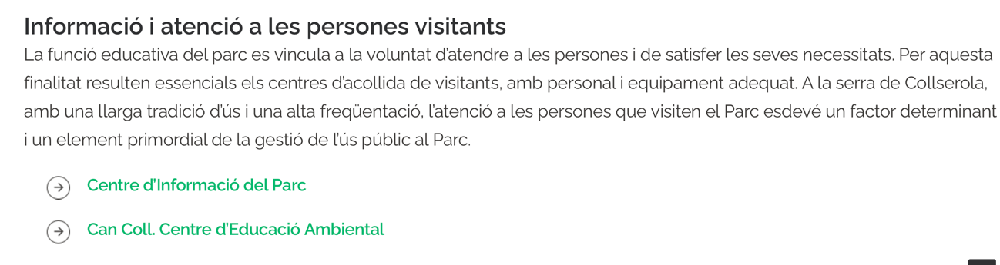 Informació i atenció a les persones visitants
La funció educativa del parc es vincula a la voluntat d’atendre a les persones i de satisfer les seves necessitats. Per aquesta
finalitat resulten essencials els centres d’acollida de visitants, amb personal i equipament adequat. A la serra de Collserola,
amb una llarga tradició d’ús i una alta freqüentació, l’atenció a les persones que visiten el Parc esdevé un factor determinant
i un element primordial de la gestió de l’ús públic al Parc.
Centre d’Informació del Parc
Can Coll. Centre d’Educació Ambiental